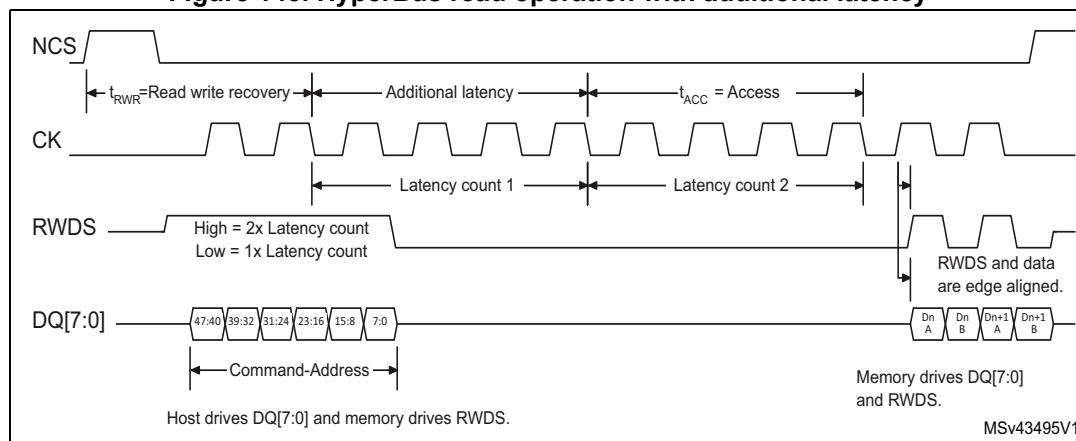 Figure 143. HyperBus read operation with additional latency
NCS
tRWR=Read write recovery
Additional latency
tACC = Access
CK
Latency count 1
Latency count 2
RWDS
High = 2x Latency count
Low = 1x Latency count
RWDS and data
are edge aligned.
DQ[7:0]
47:40 39:32 31:24 23:16 15:8 7:0
Dn A
Dn B
Dn+1 A
Dn+1 B
Command-Address
Memory drives DQ[7:0]
and RWDS.
Host drives DQ[7:0] and memory drives RWDS.
MSv43495V1